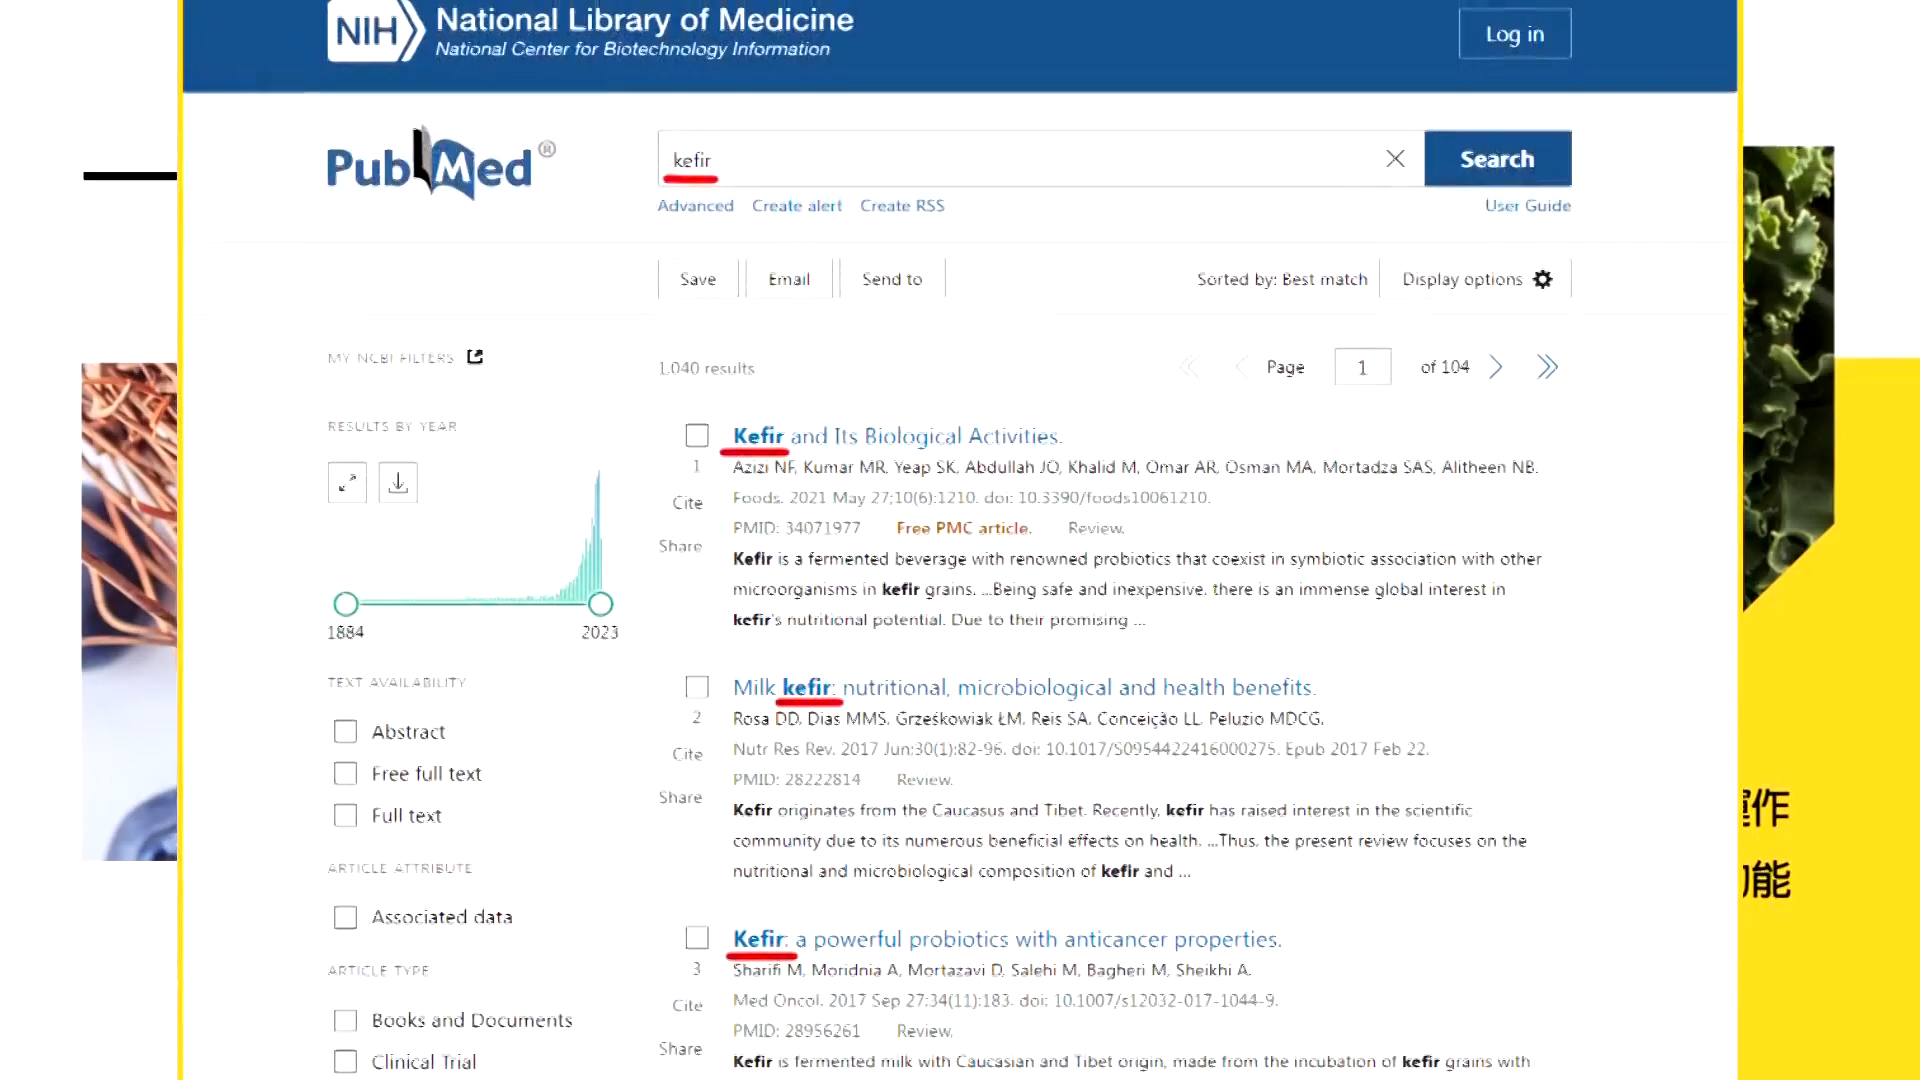 NIH National Library of Medicine
National Center for Biotechnology Information
Log in
PubMed®
kefir
Search
Advanced Create alert Create RSS
User Guide
Save Email Send to
Sorted by: Best match
Display options
MY NCBI FILTERS
1,040 results
Page 1 of 104
RESULTS BY YEAR
1884 2023
TEXT AVAILABILITY
Abstract
Free full text
Full text
ARTICLE ATTRIBUTE
Associated data
ARTICLE TYPE
Books and Documents
Clinical Trial
Kefir and Its Biological Activities.
1
Azizi NF, Kumar MR, Yeap SK, Abdullah JO, Khalid M, Omar AR, Osman MA, Mortadza SAS, Alitheen NB.
Cite
Foods. 2021 May 27;10(6):1210. doi: 10.3390/foods10061210.
PMID: 34071977 Free PMC article. Review.
Share
Kefir is a fermented beverage with renowned probiotics that coexist in symbiotic association with other
microorganisms in kefir grains. ...Being safe and inexpensive, there is an immense global interest in
kefir's nutritional potential. Due to their promising ...
Milk kefir: nutritional, microbiological and health benefits.
2
Rosa DD, Dias MMS, Grześkowiak ŁM, Reis SA, Conceição LL, Peluzio MDCG.
Cite
Nutr Res Rev. 2017 Jun;30(1):82-96. doi: 10.1017/S0954422416000275. Epub 2017 Feb 22.
PMID: 28222814 Review.
Share
Kefir originates from the Caucasus and Tibet. Recently, kefir has raised interest in the scientific
community due to its numerous beneficial effects on health. ...Thus, the present review focuses on the
nutritional and microbiological composition of kefir and ...
Kefir: a powerful probiotics with anticancer properties.
3
Sharifi M, Moridnia A, Mortazavi D, Salehi M, Bagheri M, Sheikhi A.
Cite
Med Oncol. 2017 Sep 27;34(11):183. doi: 10.1007/s12032-017-1044-9.
PMID: 28956261 Review.
Share
Kefir is fermented milk with Caucasian and Tibet origin, made from the incubation of kefir grains with
作
能